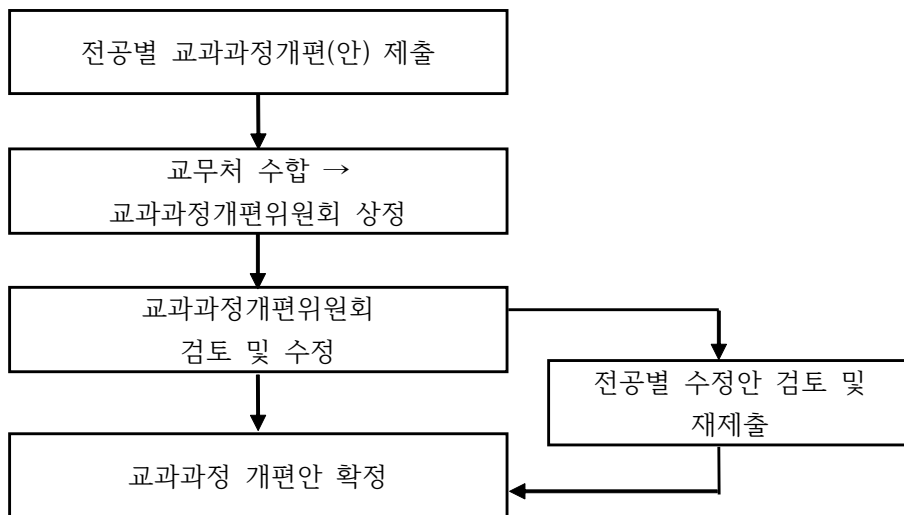 전공별 교과과정개편(안) 제출
교무처 수합 →
교과과정개편위원회 상정
교과과정개편위원회
검토 및 수정
전공별 수정안 검토 및
재제출
교과과정 개편안 확정